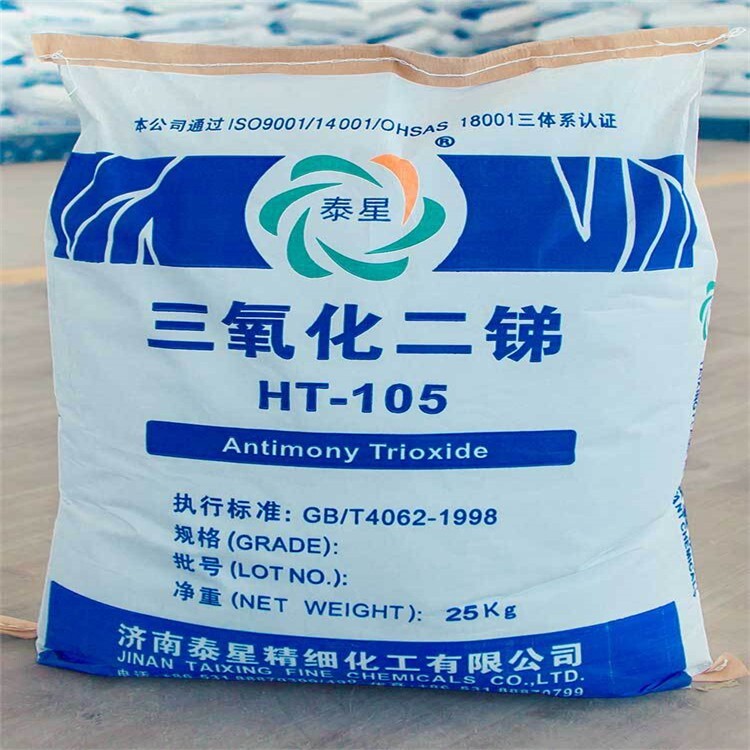 本公司通过ISO9001/14001/OHSAS 18001三体系认证
®
泰星
三氧化二锑
HT-105
Antimony Trioxide
执行标准: GB/T4062-1998
规格(GRADE):
批号(LOT NO.):
净重(NET WEIGHT): 25Kg
济南泰星精细化工有限公司
JINAN TAIXING FINE CHEMICALS CO.,LTD.